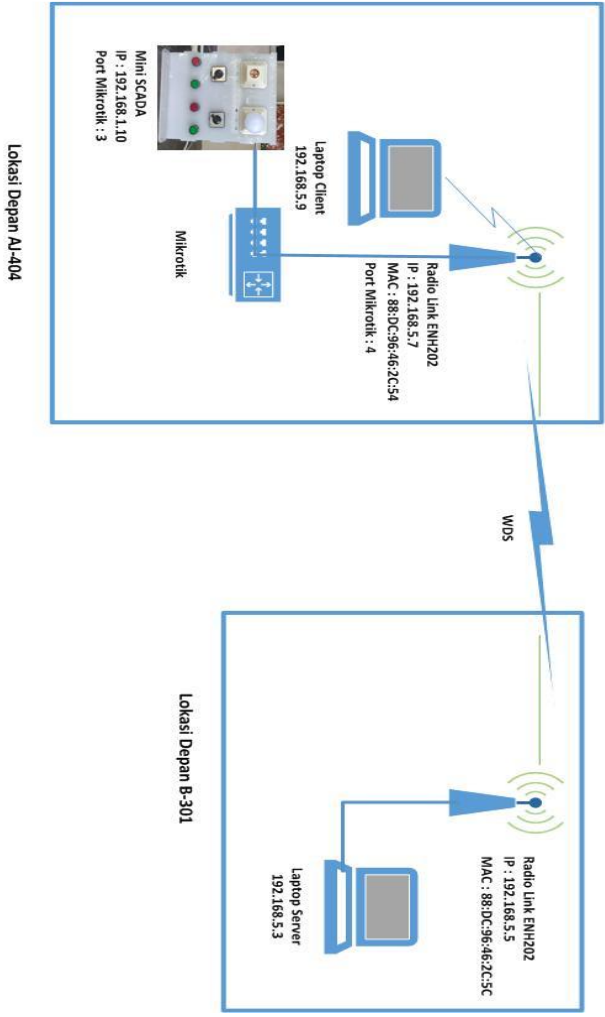 Radio Link ENH202
IP : 192.168.5.7
MAC : 88:DC:96:46:2C:54
Port Mikrotik : 4
Laptop Client
192.168.5.9
Mini SCADA
IP : 192.168.1.10
Port Mikrotik : 3
Mikrotik
Lokasi Depan AJ-404
WDS
Radio Link ENH202
IP : 192.168.5.5
MAC : 88:DC:96:46:2C:5C
Laptop Server
192.168.5.3
Lokasi Depan B-301